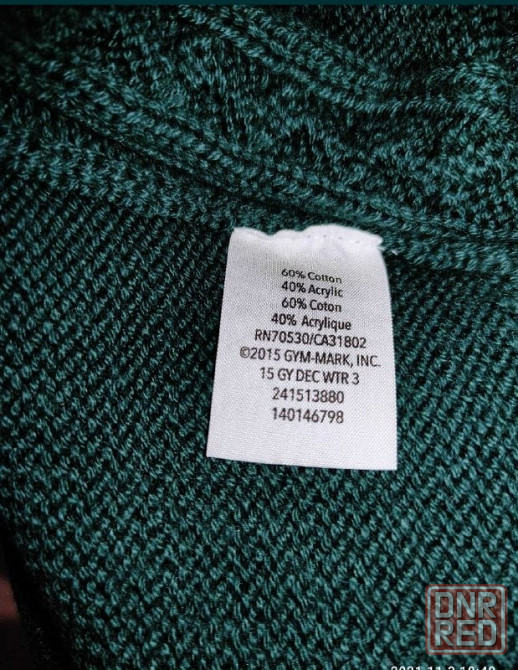 60% Cotton
40% Acrylic
60% Coton
40% Acrylique
RN70530/CA31802
©2015 GYM-MARK, INC.
15 GY DEC WTR 3
241513880
140146798
DNR
RED